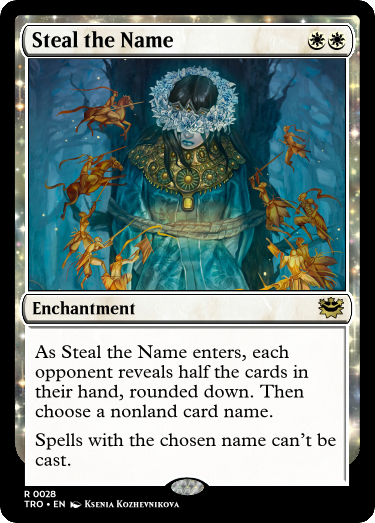 Steal the Name
Enchantment
As Steal the Name enters, each
opponent reveals half the cards in
their hand, rounded down. Then
choose a nonland card name.
Spells with the chosen name can't be
cast.
R 0028
TRO • EN Ksenia Kozhevnikova